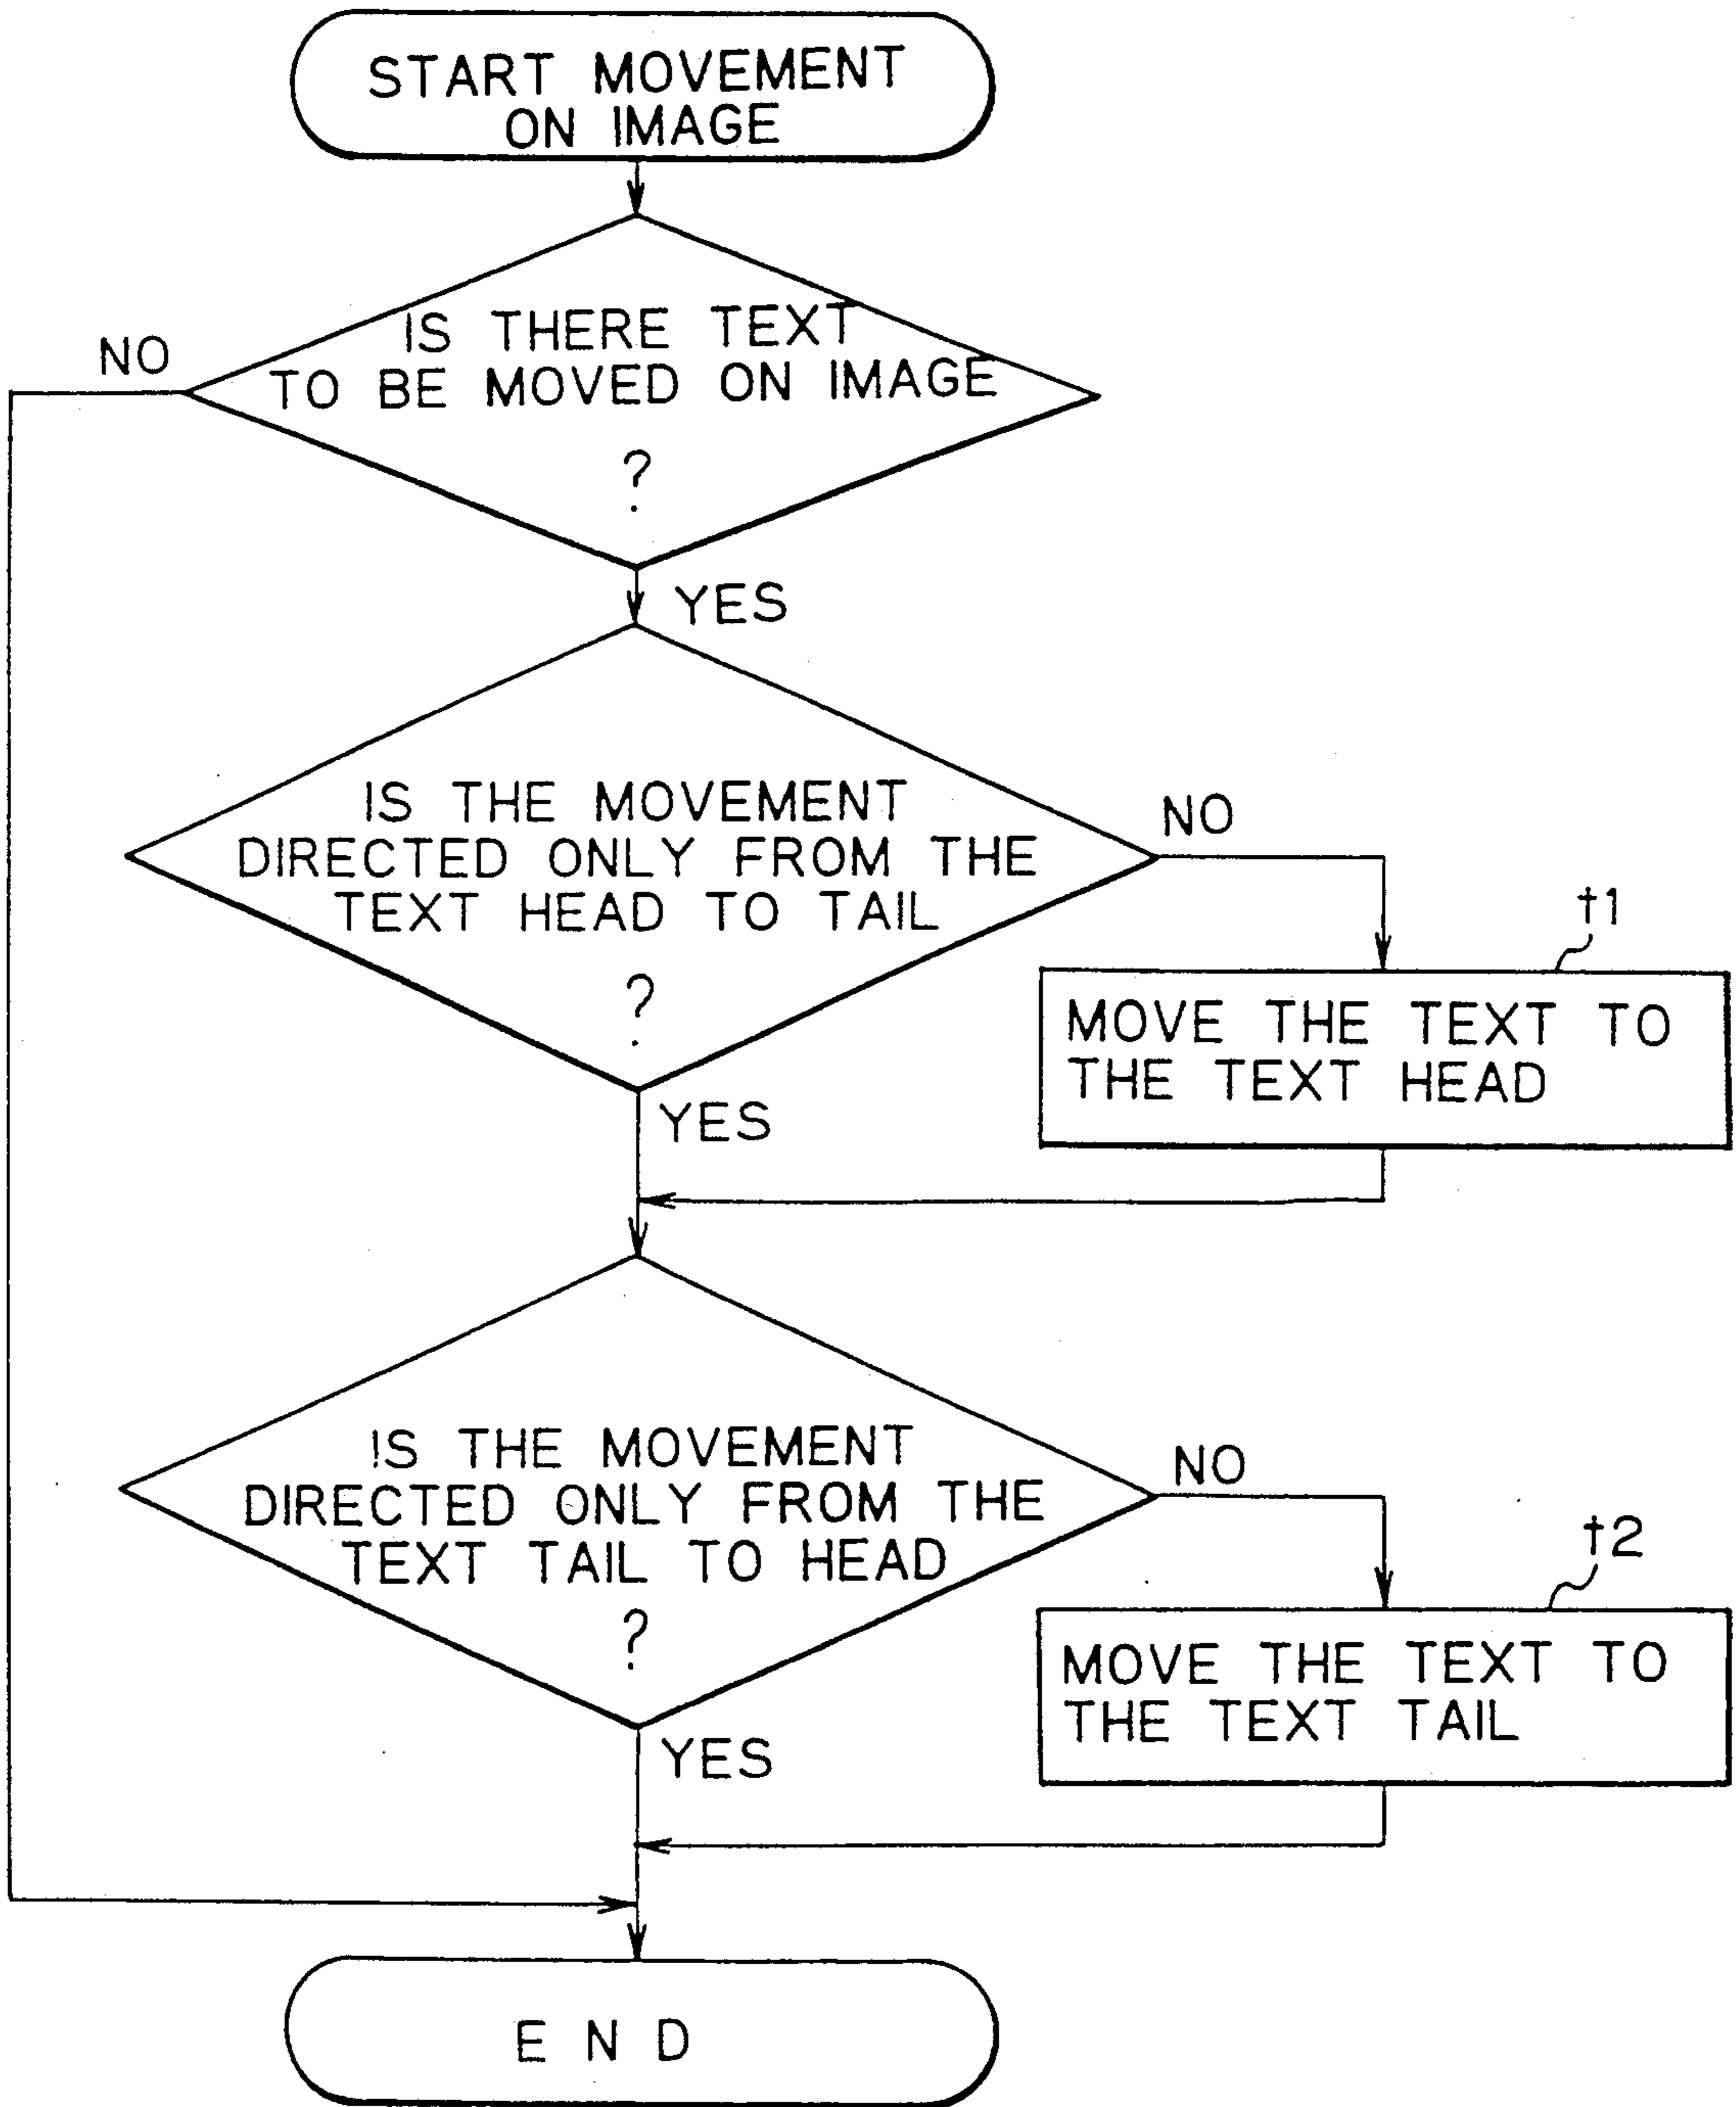 START MOVEMENT
ON IMAGE
IS THERE TEXT
TO BE MOVED ON IMAGE
?
NO
YES
IS THE MOVEMENT
DIRECTED ONLY FROM THE
TEXT HEAD TO TAIL
?
NO
t1
MOVE THE TEXT TO
THE TEXT HEAD
YES
IS THE MOVEMENT
DIRECTED ONLY FROM THE
TEXT TAIL TO HEAD
?
NO
t2
MOVE THE TEXT TO
THE TEXT TAIL
YES
END